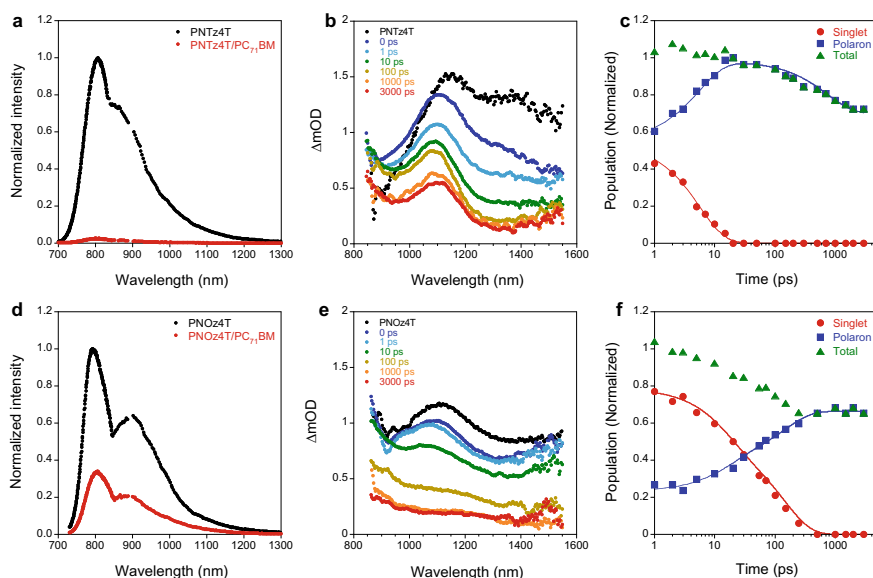 a
b
c
PNTz4T
PNTz4T/PC71BM
Normalized intensity
1.0
0.8
0.6
0.4
0.2
0.0
700 800 900 1000 1100 1200 1300
Wavelength (nm)
PNTz4T
0 ps
1 ps
10 ps
100 ps
1000 ps
3000 ps
ΔmOD
2
1.5
1
0.5
0
800 1000 1200 1400 1600
Wavelength (nm)
Singlet
Polaron
Total
Population (Normalized)
1.2
1.0
0.8
0.6
0.4
0.2
0
1 10 100 1000
Time (ps)
d
e
f
PNOz4T
PNOz4T/PC71BM
Normalized intensity
1.0
0.8
0.6
0.4
0.2
0.0
700 800 900 1000 1100 1200 1300
Wavelength (nm)
PNOz4T
0 ps
1 ps
10 ps
100 ps
1000 ps
3000 ps
ΔmOD
2
1.5
1
0.5
0
800 1000 1200 1400 1600
Wavelength (nm)
Singlet
Polaron
Total
Population (Normalized)
1.2
1.0
0.8
0.6
0.4
0.2
0
1 10 100 1000
Time (ps)